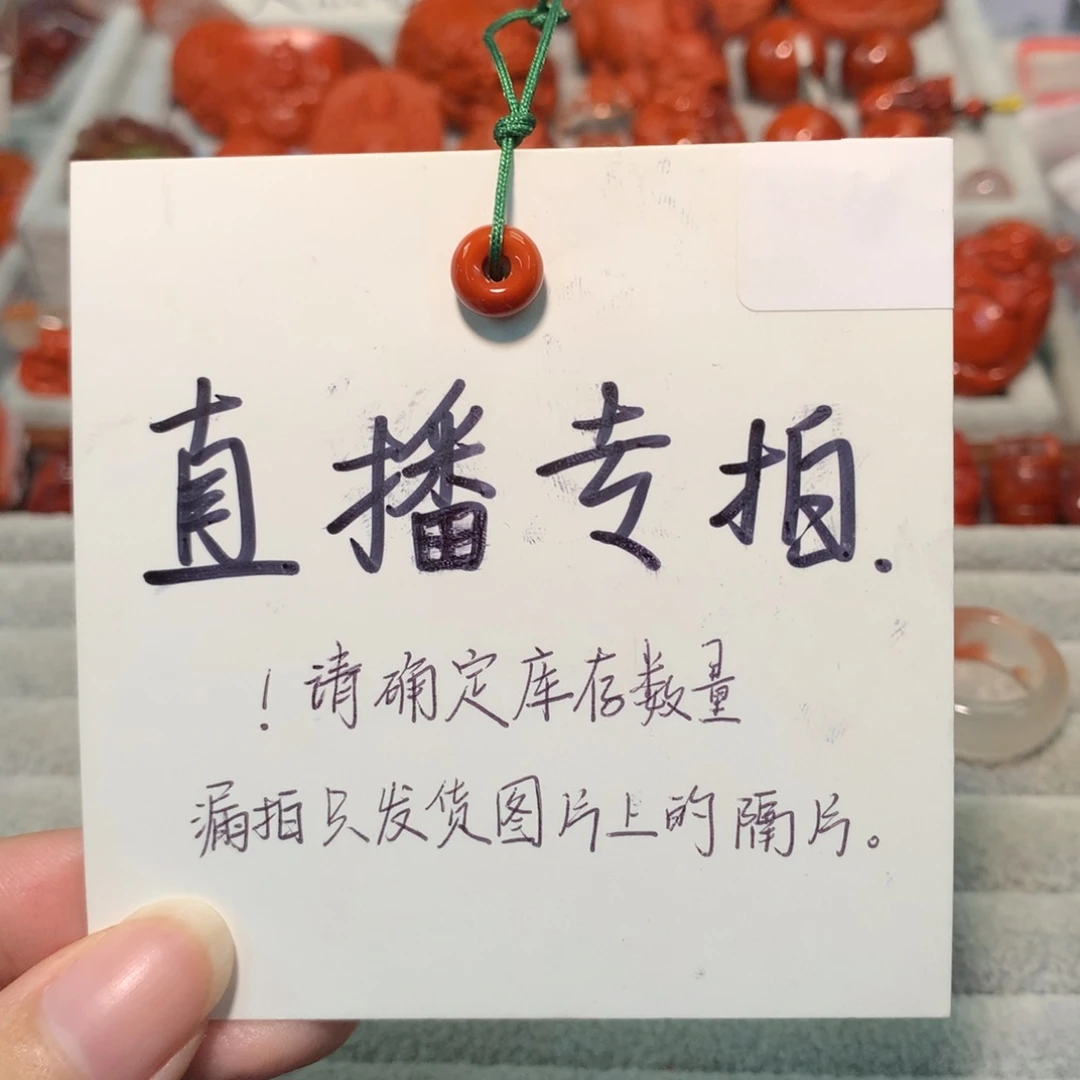 直播专拍.
！请确定库存数量
漏拍只发货图片上的隔片。